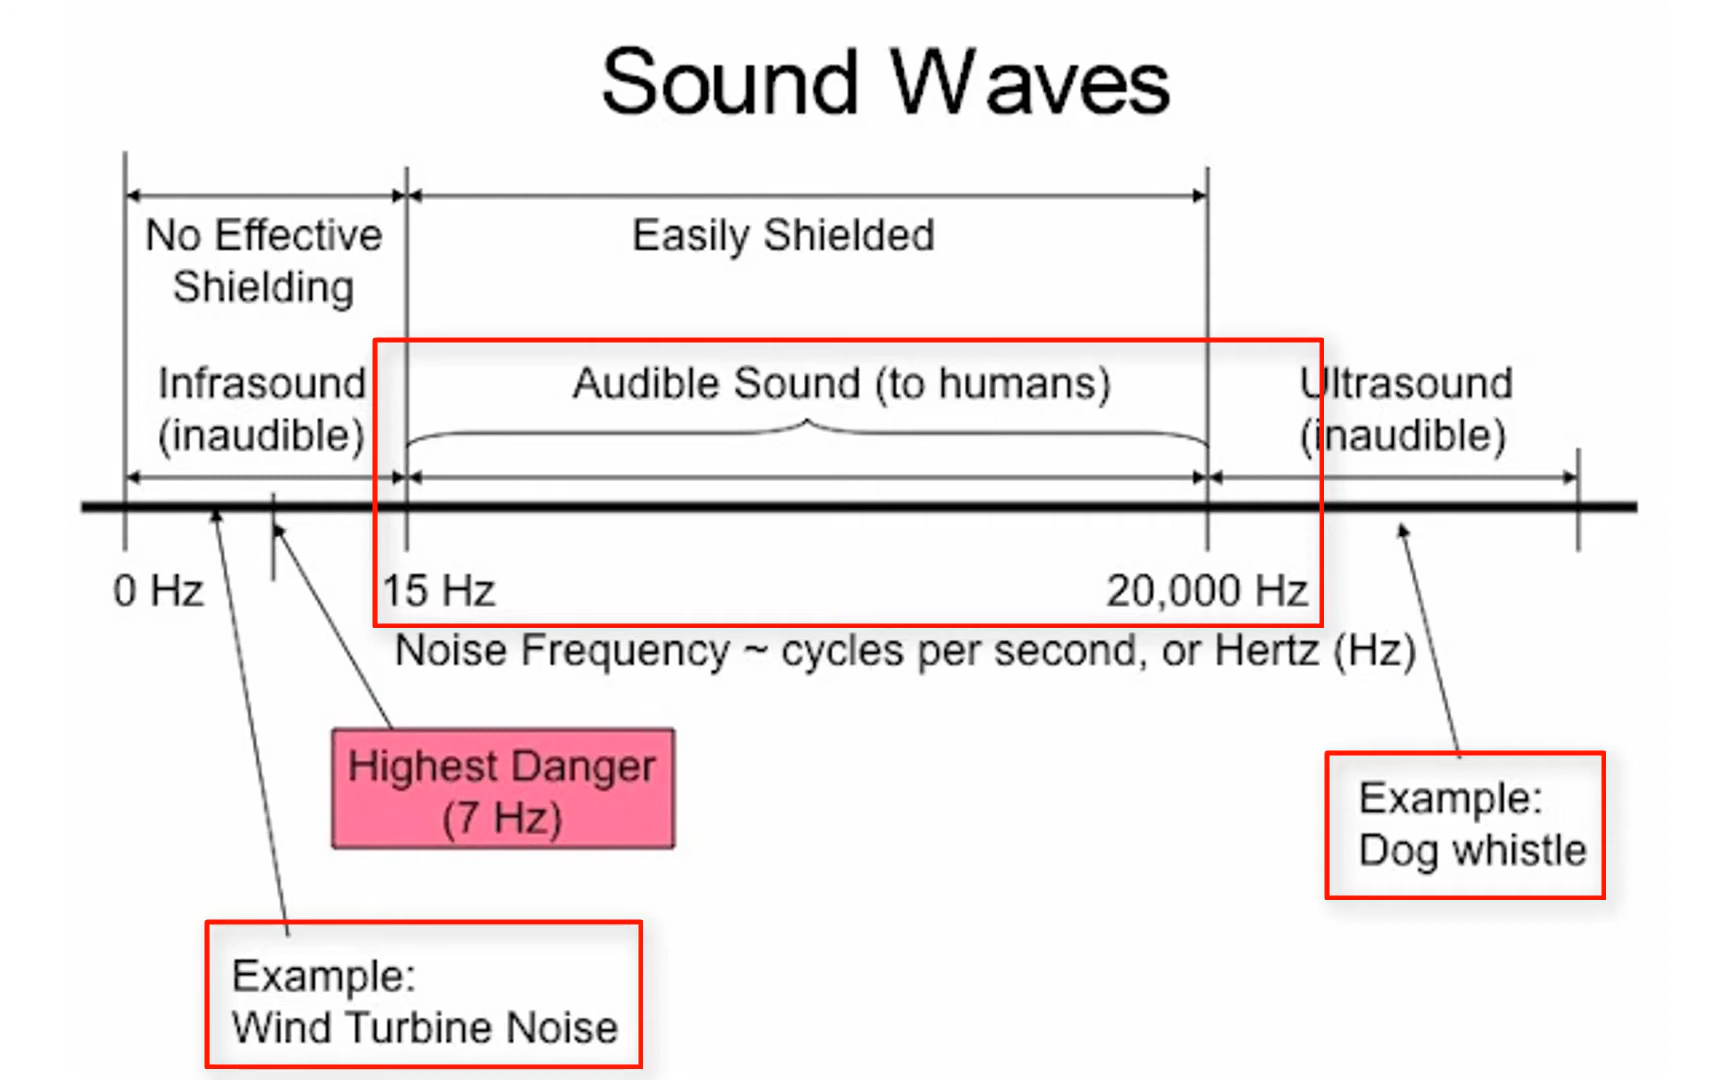 Sound Waves
No Effective
Shielding
Easily Shielded
Infrasound
(inaudible)
Audible Sound (to humans)
Ultrasound
(inaudible)
0 Hz
15 Hz
20,000 Hz
Noise Frequency ~ cycles per second, or Hertz (Hz)
Highest Danger
(7 Hz)
Example:
Dog whistle
Example:
Wind Turbine Noise